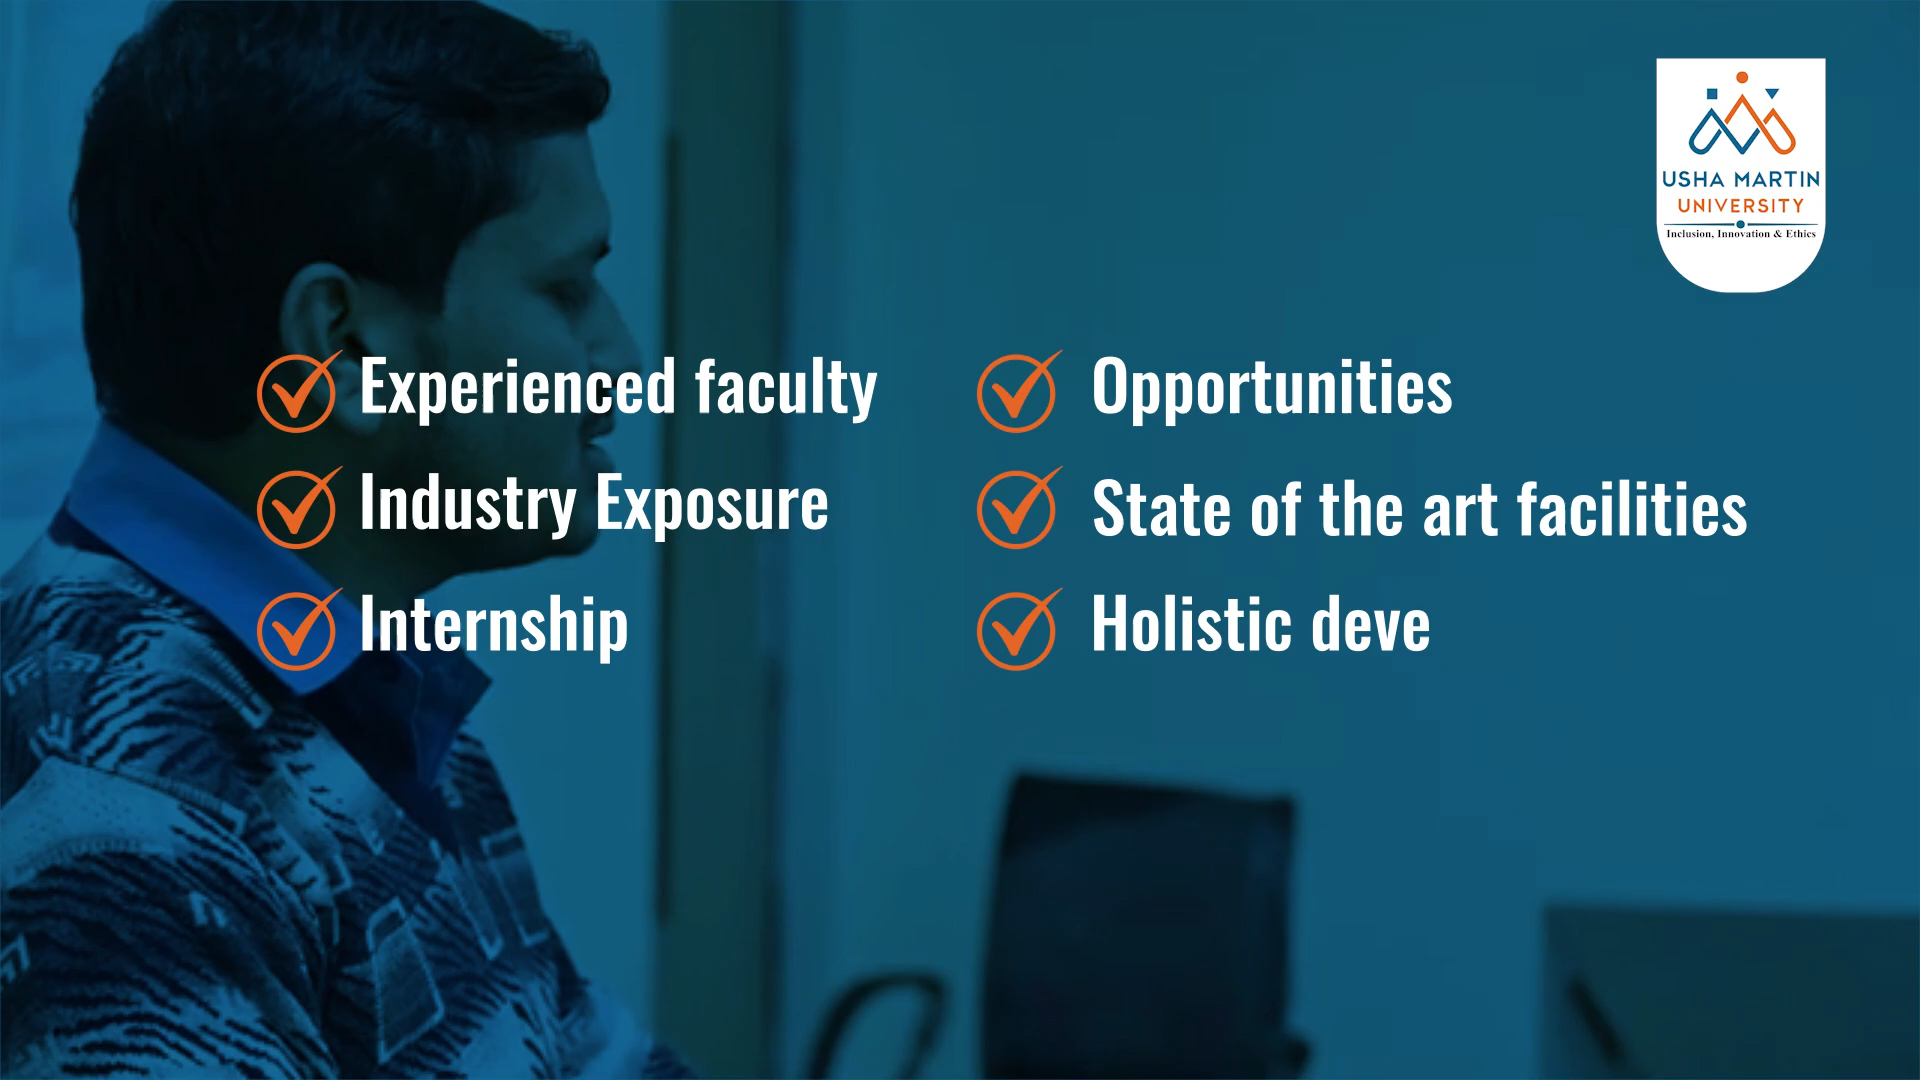 USHA MARTIN
UNIVERSITY
Inclusion, Innovation & Ethics
Experienced faculty
Opportunities
Industry Exposure
State of the art facilities
Internship
Holistic deve